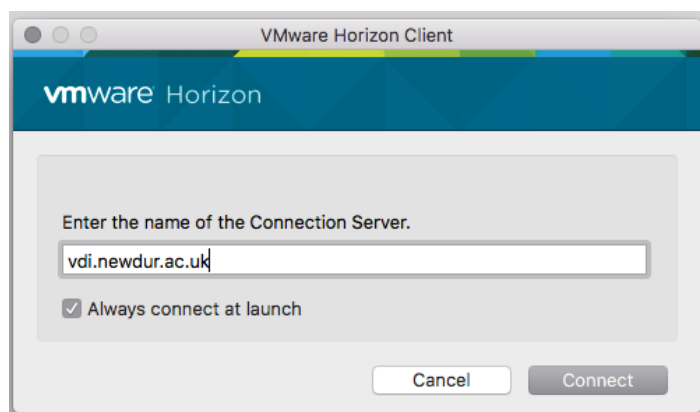 VMware Horizon Client
vmware Horizon
Enter the name of the Connection Server.
vdi.newdur.ac.uk
Always connect at launch
Cancel Connect